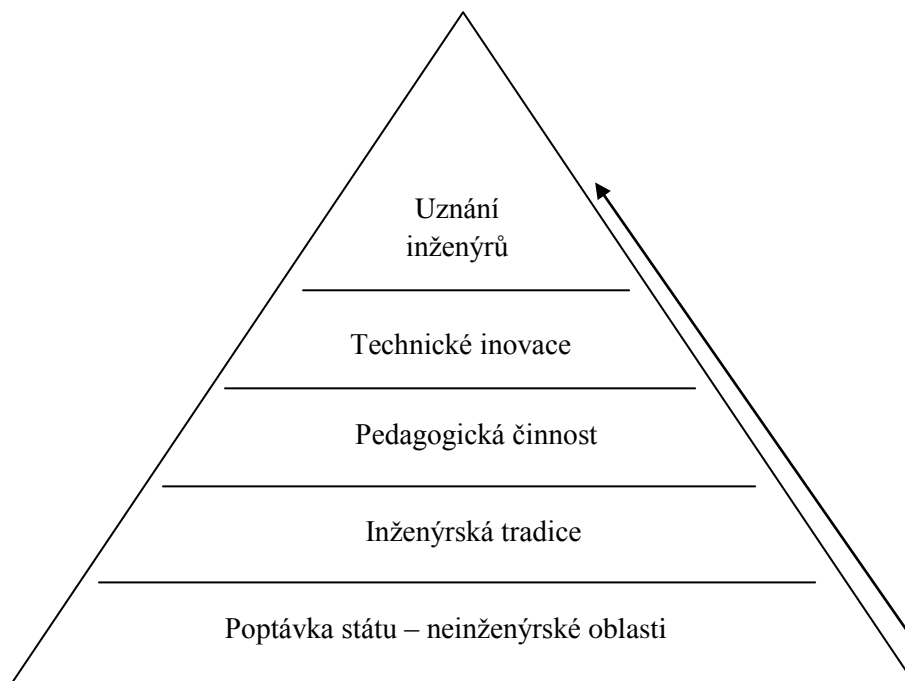 Uznání
inženýrů
Technické inovace
Pedagogická činnost
Inženýrská tradice
Poptávka státu – neinženýrské oblasti